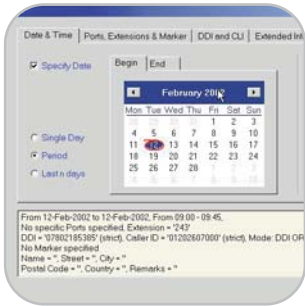 Date & Time Ports, Extensions & Marker DDI and CLI Extended In
Specify Date
Begin End
February 2002
Mon Tue Wed Thu Fri Sat Sun
1 2 3
4 5 6 7 8 9 10
11 12 13 14 15 16 17
18 19 20 21 22 23 24
25 26 27 28
Single Day
Period
Last n days
From 12-Feb-2002 to 12-Feb-2002, From 09:00 - 09:45,
No specific Ports specified, Extension = '243'
DDI = '07802185385' (strict), Caller ID = '01202607000' (strict), Mode: DDI OR
No Marker specified
Name = '', Street = '', City = ''
Postal Code = '', Country = '', Remarks = ''